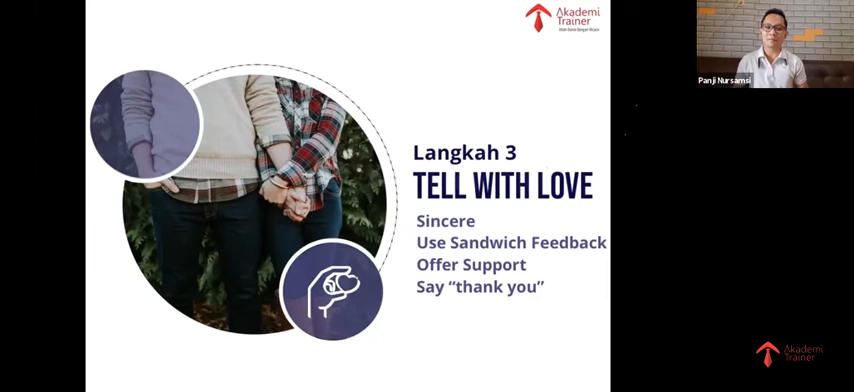 Akademi
Trainer
Panji Nursamsi
Langkah 3
TELL WITH LOVE
Sincere
Use Sandwich Feedback
Offer Support
Say “thank you”
Akademi
Trainer